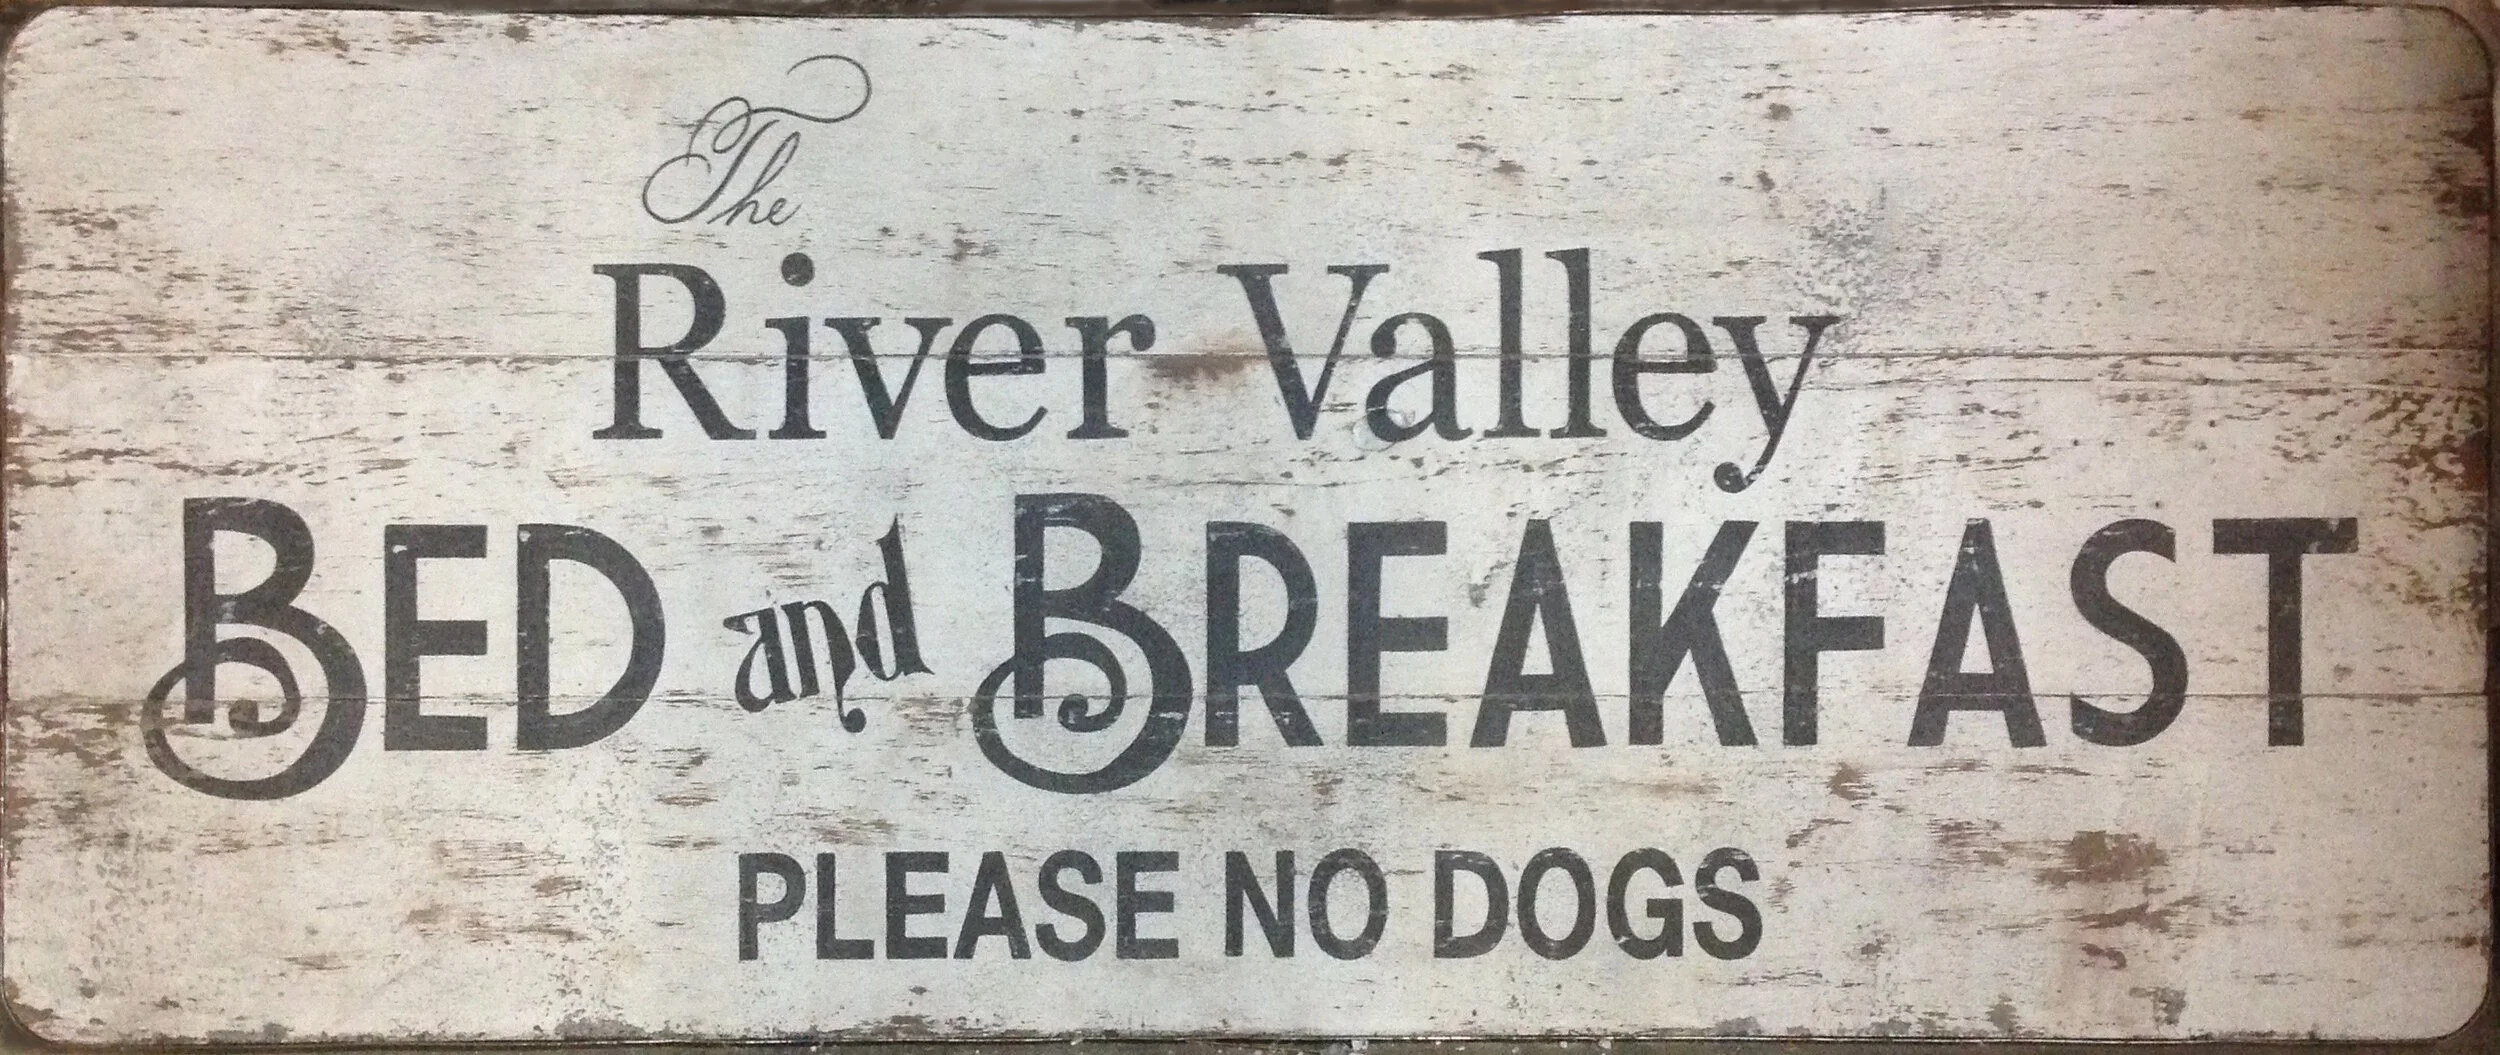 The
River Valley
BED and BREAKFAST
PLEASE NO DOGS